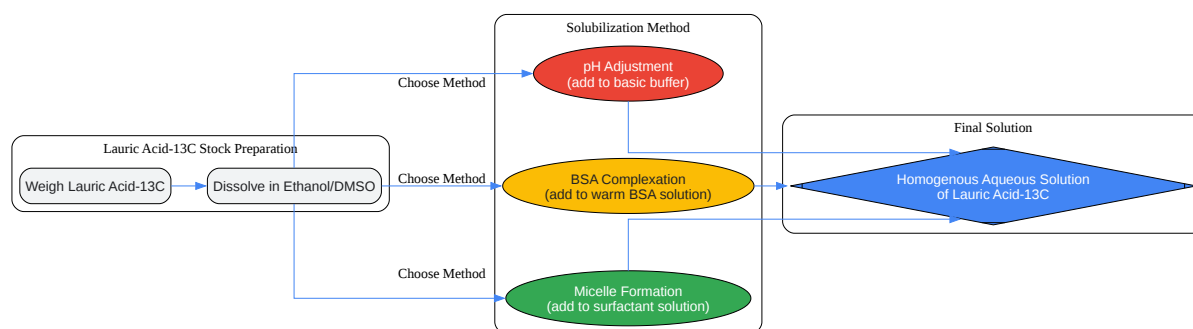 Lauric Acid-13C Stock Preparation
Weigh Lauric Acid-13C
Dissolve in Ethanol/DMSO
Choose Method
Choose Method
Choose Method
Solubilization Method
pH Adjustment
(add to basic buffer)
BSA Complexation
(add to warm BSA solution)
Micelle Formation
(add to surfactant solution)
Final Solution
Homogenous Aqueous Solution
of Lauric Acid-13C